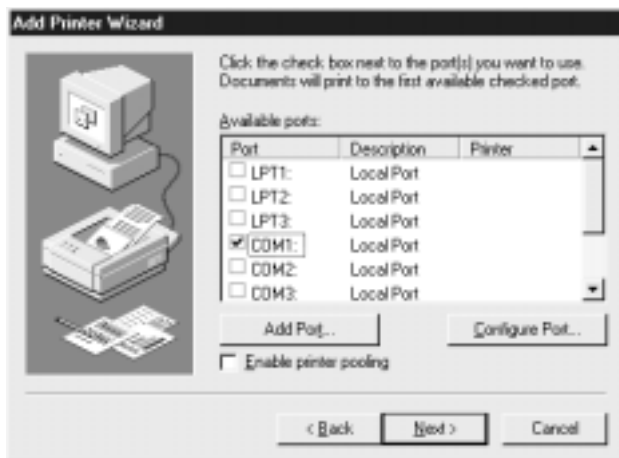 Add Printer Wizard
Click the check box next to the port(s) you want to use.
Documents will print to the first available checked port.
Available ports:
Port Description Printer
LPT1: Local Port
LPT2: Local Port
LPT3: Local Port
COM1: Local Port
COM2: Local Port
COM3: Local Port
Add Port... Configure Port...
Enable printer pooling
< Back Next > Cancel